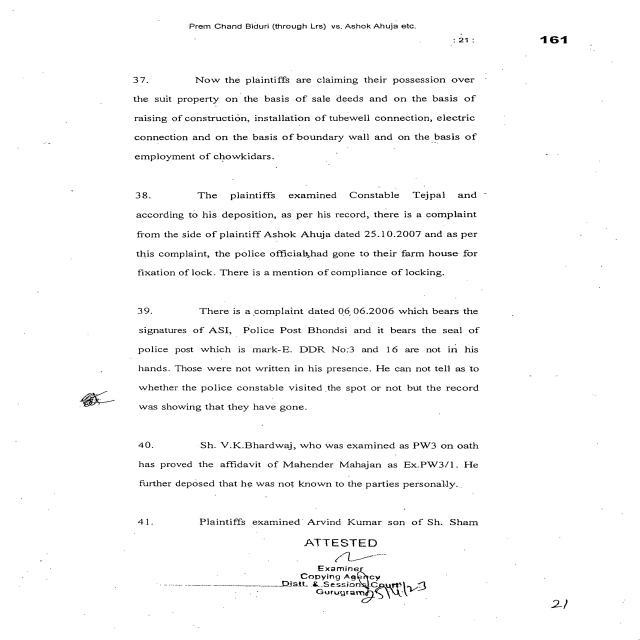 Prem Chand Biduri (through Lrs) vs. Ashok Ahuja etc.
: 21 :
161
37. Now the plaintiffs are claiming their possession over
the suit property on the basis of sale deeds and on the basis of
raising of construction, installation of tubewell connection, electric
connection and on the basis of boundary wall and on the basis of
employment of chowkidars.
38. The plaintiffs examined Constable Tejpal and
according to his deposition, as per his record, there is a complaint
from the side of plaintiff Ashok Ahuja dated 25.10.2007 and as per
this complaint, the police officials,had gone to their farm house for
fixation of lock. There is a mention of compliance of locking.
39. There is a complaint dated 06.06.2006 which bears the
signatures of ASI, Police Post Bhondsi and it bears the seal of
police post which is mark-E. DDR No.3 and 16 are not in his
hands. Those were not written in his presence. He can not tell as to
whether the police constable visited the spot or not but the record
was showing that they have gone.
40. Sh. V.K.Bhardwaj, who was examined as PW3 on oath
has proved the affidavit of Mahender Mahajan as Ex.PW3/1. He
further deposed that he was not known to the parties personally.
41. Plaintiffs examined Arvind Kumar son of Sh. Sham
ATTESTED
Examiner
Copying Agency
Distt. & Sessions Court
Gurugram
21